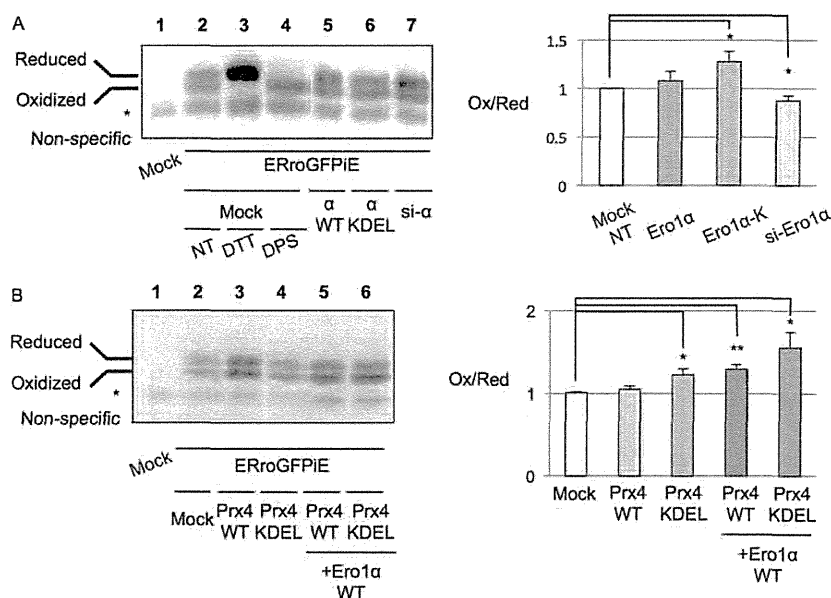 A
1 2 3 4 5 6 7
Reduced
Oxidized
*
Non-specific
Mock
ERroGFPiE
Mock
α WT
α KDEL
si-α
NT
DTT
DPS
Ox/Red
1.5
1
0.5
0
*
*
Mock NT
Ero1α
Ero1α-K
si-Ero1α
B
1 2 3 4 5 6
Reduced
Oxidized
*
Non-specific
Mock
ERroGFPiE
Mock
Prx4 WT
Prx4 KDEL
Prx4 WT
Prx4 KDEL
+Ero1α
WT
Ox/Red
2
1
0
*
**
*
Mock
Prx4 WT
Prx4 KDEL
Prx4 WT
Prx4 KDEL
+Ero1α
WT